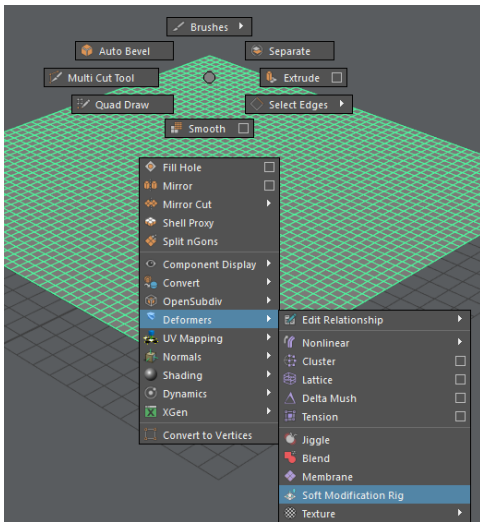 Brushes
Auto Bevel
Separate
Multi Cut Tool
Extrude
Quad Draw
Select Edges
Smooth
Fill Hole
Mirror
Mirror Cut
Shell Proxy
Split nGons
Component Display
Convert
OpenSubdiv
Deformers
UV Mapping
Normals
Shading
Dynamics
XGen
Convert to Vertices
Edit Relationship
Nonlinear
Cluster
Lattice
Delta Mush
Tension
Jiggle
Blend
Membrane
Soft Modification Rig
Texture